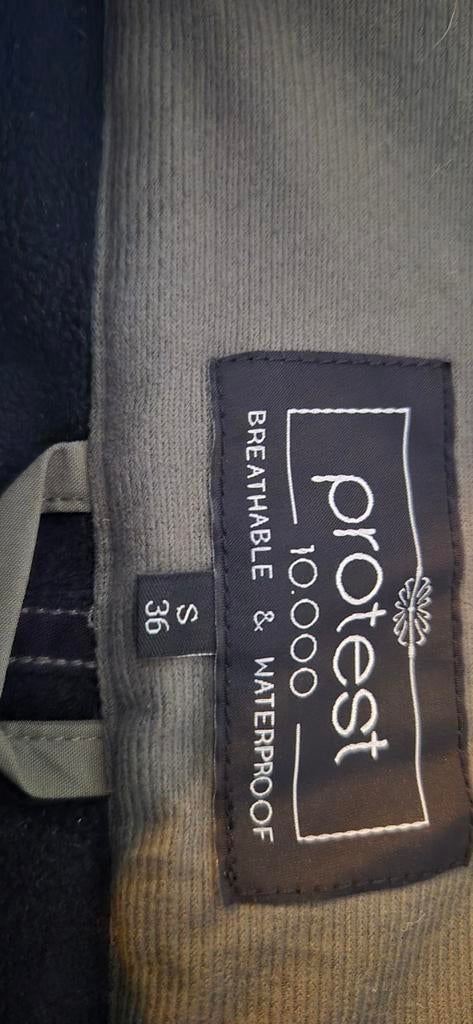 protest
10.000
BREATHABLE & WATERPROOF
S
36